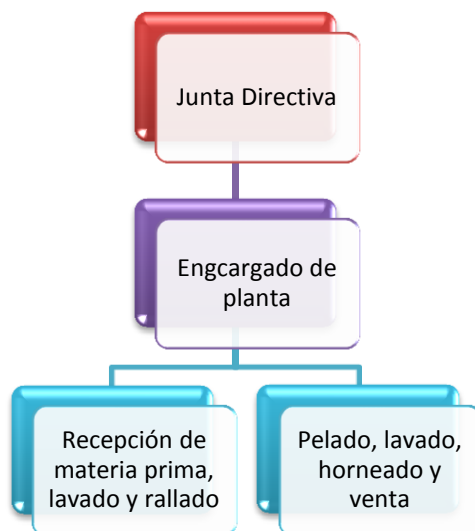 Junta Directiva
Engcargado de
planta
Recepción de
materia prima,
lavado y rallado
Pelado, lavado,
horneado y
venta